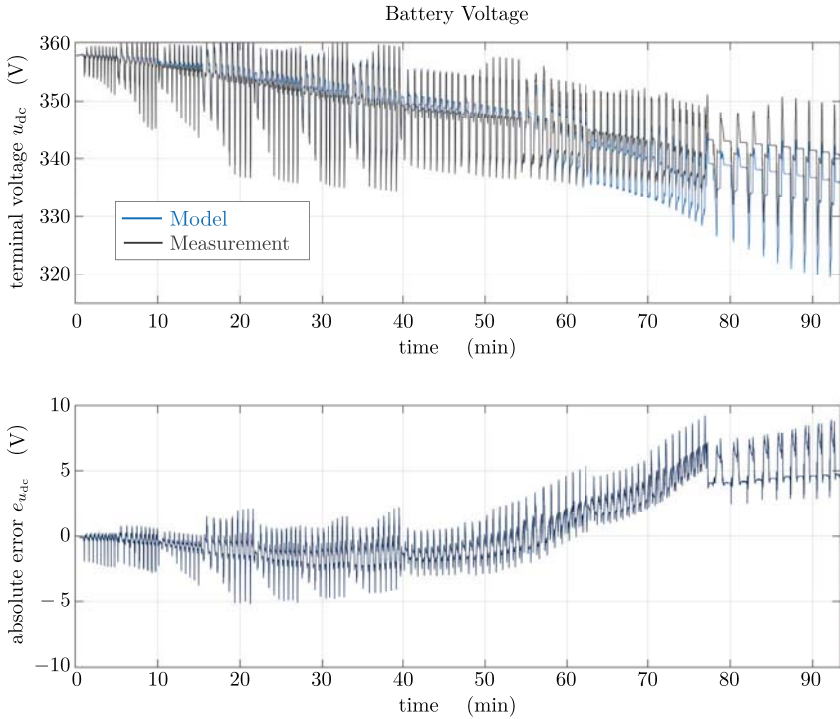 Battery Voltage
360
350
340
330
320
terminal voltage u_dc (V)
Model
Measurement
0 10 20 30 40 50 60 70 80 90
time (min)
10
5
0
−5
−10
absolute error e_u_dc (V)
0 10 20 30 40 50 60 70 80 90
time (min)